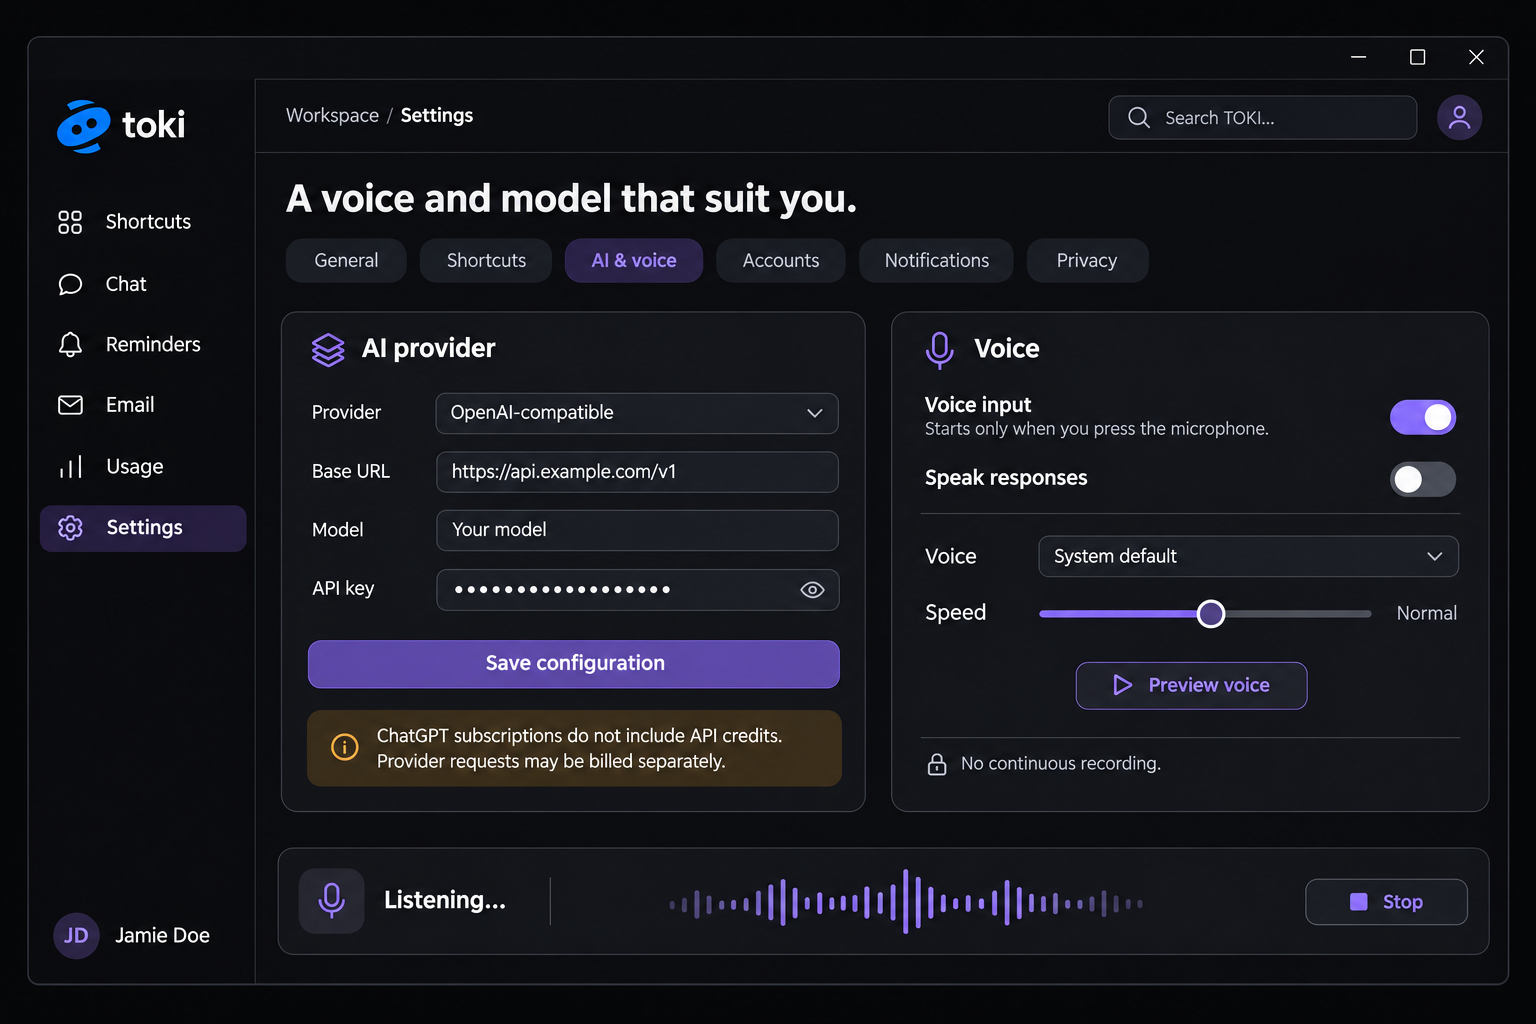 toki
Workspace / Settings
Search TOKI...
Shortcuts
Chat
Reminders
Email
Usage
Settings
JD
Jamie Doe
A voice and model that suit you.
General
Shortcuts
AI & voice
Accounts
Notifications
Privacy
AI provider
Provider
OpenAI-compatible
Base URL
https://api.example.com/v1
Model
Your model
API key
•••••••••••••••••
Save configuration
ChatGPT subscriptions do not include API credits.
Provider requests may be billed separately.
Voice
Voice input
Starts only when you press the microphone.
Speak responses
Voice
System default
Speed
Normal
Preview voice
No continuous recording.
Listening...
Stop